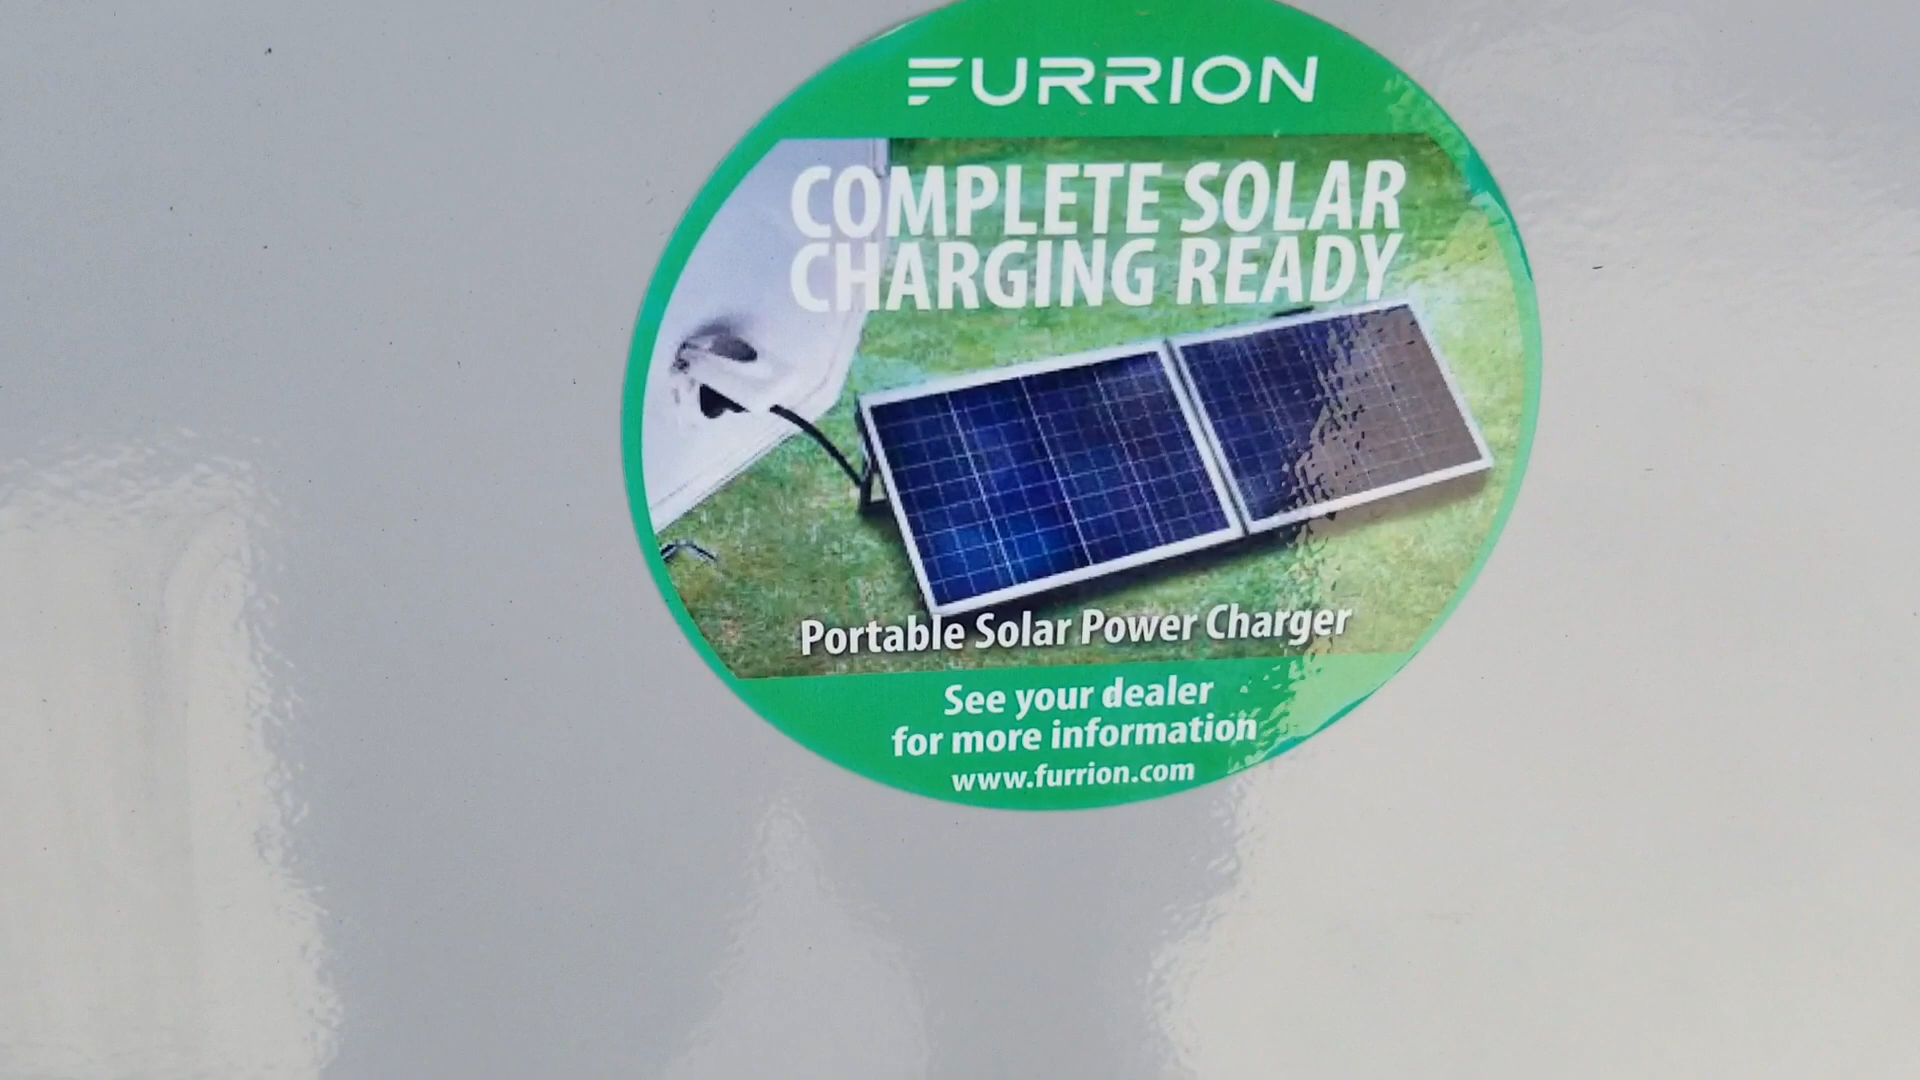 FURRION
COMPLETE SOLAR
CHARGING READY
Portable Solar Power Charger
See your dealer
for more information
www.furrion.com